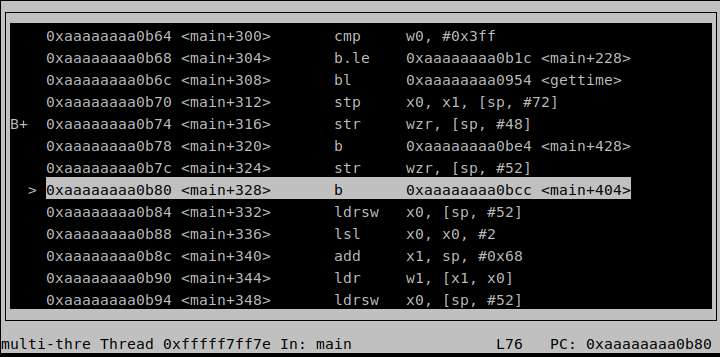 0xaaaaaaaa0b64 <main+300> cmp w0, #0x3ff
0xaaaaaaaa0b68 <main+304> b.le 0xaaaaaaaa0b1c <main+228>
0xaaaaaaaa0b6c <main+308> bl 0xaaaaaaaa0954 <gettime>
0xaaaaaaaa0b70 <main+312> stp x0, x1, [sp, #72]
B+ 0xaaaaaaaa0b74 <main+316> str wzr, [sp, #48]
0xaaaaaaaa0b78 <main+320> b 0xaaaaaaaa0be4 <main+428>
0xaaaaaaaa0b7c <main+324> str wzr, [sp, #52]
> 0xaaaaaaaa0b80 <main+328> b 0xaaaaaaaa0bcc <main+404>
0xaaaaaaaa0b84 <main+332> ldrsw x0, [sp, #52]
0xaaaaaaaa0b88 <main+336> lsl x0, x0, #2
0xaaaaaaaa0b8c <main+340> add x1, sp, #0x68
0xaaaaaaaa0b90 <main+344> ldr w1, [x1, x0]
0xaaaaaaaa0b94 <main+348> ldrsw x0, [sp, #52]
multi-thre Thread 0xfffff7ff7e In: main L76 PC: 0xaaaaaaaa0b80